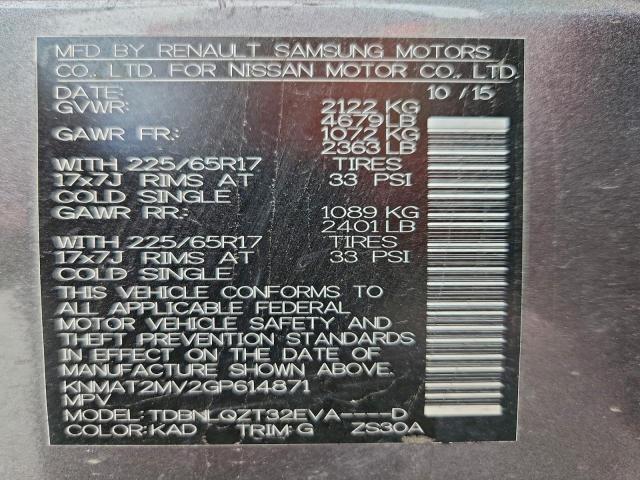 MFD BY RENAULT SAMSUNG MOTORS
CO., LTD. FOR NISSAN MOTOR CO., LTD.
DATE: 10 / 15
GVWR: 2122 KG
4679 LB
GAWR FR.: 1072 KG
2363 LB
WITH 225/65R17 TIRES
17x7J RIMS AT 33 PSI
COLD SINGLE
GAWR RR.: 1089 KG
2401 LB
WITH 225/65R17 TIRES
17x7J RIMS AT 33 PSI
COLD SINGLE
THIS VEHICLE CONFORMS TO
ALL APPLICABLE FEDERAL
MOTOR VEHICLE SAFETY AND
THEFT PREVENTION STANDARDS
IN EFFECT ON THE DATE OF
MANUFACTURE SHOWN ABOVE.
KNMAT2MV2GP614871
MPV
MODEL: TDBNLQZT32EVA----D
COLOR: KAD TRIM: G ZS30A